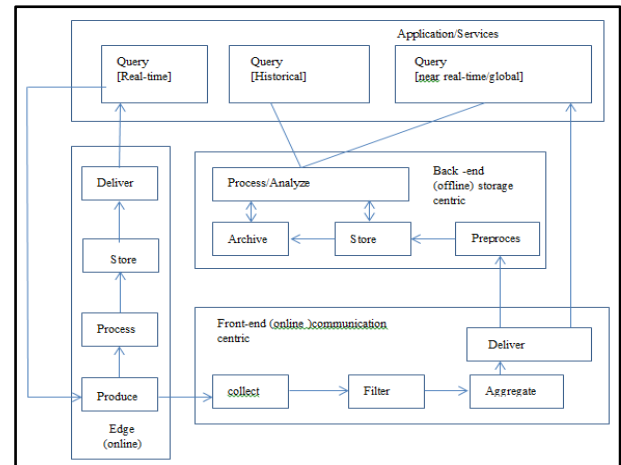 Application/Services
Query
[Real-time]
Query
[Historical]
Query
[near real-time/global]
Deliver
Store
Process
Produce
Edge
(online)
Back -end
(offline) storage
centric
Process/Analyze
Archive
Store
Preproces
Front-end (online )communication
centric
Deliver
collect
Filter
Aggregate